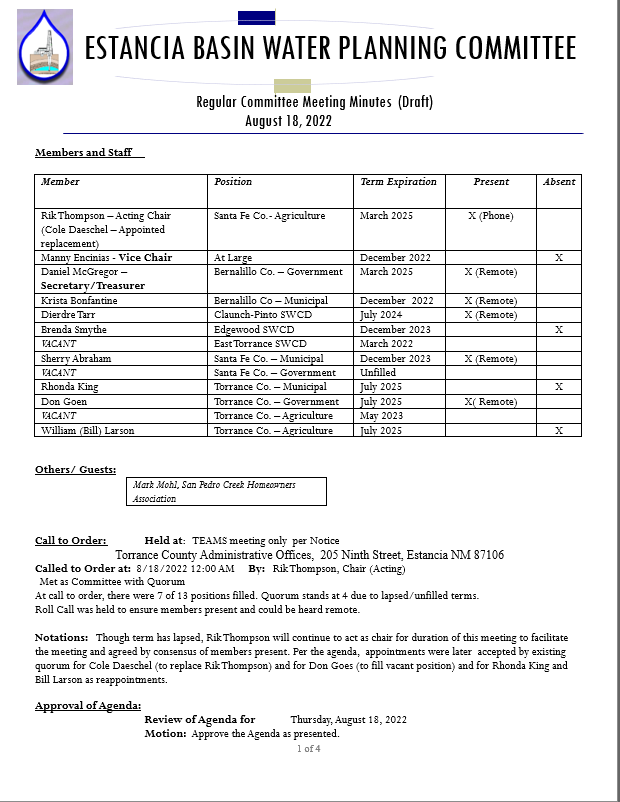 ESTANCIA BASIN WATER PLANNING COMMITTEE
Regular Committee Meeting Minutes (Draft)
August 18, 2022
Members and Staff
Member Position Term Expiration Present Absent
Rik Thompson – Acting Chair Santa Fe Co.- Agriculture March 2025 X (Phone)
(Cole Daeschel – Appointed
replacement)
Manny Encinias - Vice Chair At Large December 2022 X
Daniel McGregor – Bernalillo Co. – Government March 2025 X (Remote)
Secretary/Treasurer
Krista Bonfantine Bernalillo Co – Municipal December 2022 X (Remote)
Dierdre Tarr Claunch-Pinto SWCD July 2024 X (Remote)
Brenda Smythe Edgewood SWCD December 2023 X
VACANT East Torrance SWCD March 2022
Sherry Abraham Santa Fe Co. – Municipal December 2023 X (Remote)
VACANT Santa Fe Co. – Government Unfilled
Rhonda King Torrance Co. – Municipal July 2025 X
Don Goen Torrance Co. – Government July 2025 X( Remote)
VACANT Torrance Co. – Agriculture May 2023
William (Bill) Larson Torrance Co. – Agriculture July 2025 X
Others/ Guests:
Mark Mohl, San Pedro Creek Homeowners
Association
Call to Order: Held at: TEAMS meeting only per Notice
Torrance County Administrative Offices, 205 Ninth Street, Estancia NM 87106
Called to Order at: 8/18/2022 12:00 AM By: Rik Thompson, Chair (Acting)
Met as Committee with Quorum
At call to order, there were 7 of 13 positions filled. Quorum stands at 4 due to lapsed/unfilled terms.
Roll Call was held to ensure members present and could be heard remote.
Notations: Though term has lapsed, Rik Thompson will continue to act as chair for duration of this meeting to facilitate
the meeting and agreed by consensus of members present. Per the agenda, appointments were later accepted by existing
quorum for Cole Daeschel (to replace Rik Thompson) and for Don Goes (to fill vacant position) and for Rhonda King and
Bill Larson as reappointments.
Approval of Agenda:
Review of Agenda for Thursday, August 18, 2022
Motion: Approve the Agenda as presented.
1 of 4